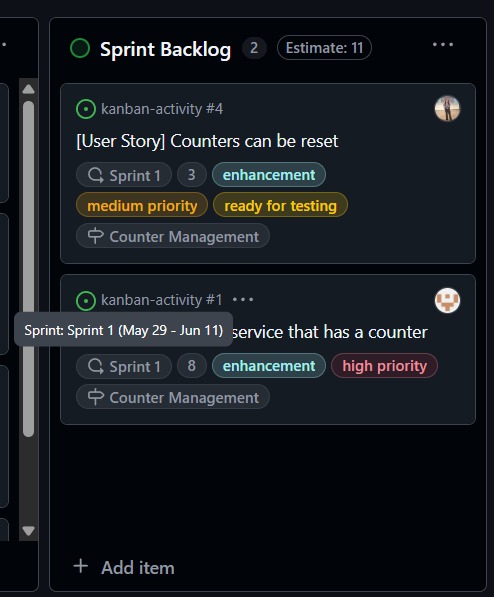 Sprint Backlog 2 Estimate: 11
kanban-activity #4
[User Story] Counters can be reset
Sprint 1 3 enhancement
medium priority ready for testing
Counter Management
kanban-activity #1
Sprint: Sprint 1 (May 29 - Jun 11)
service that has a counter
Sprint 1 8 enhancement high priority
Counter Management
Add item